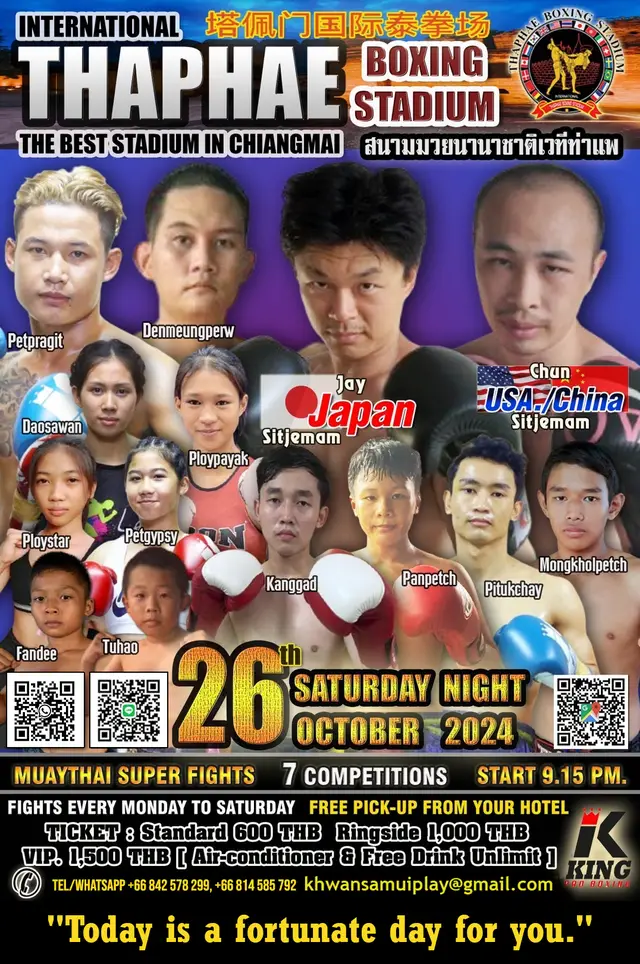 INTERNATIONAL
塔佩门国际泰拳场
THAPHAE
BOXING
STADIUM
THE BEST STADIUM IN CHIANGMAI
สนามมวยนานาชาติเวทีท่าแพ
THAPHAE BOXING STADIUM
Petpragit
Denmeungperw
Jay
Japan
Sitjemam
Chun
USA./China
Sitjemam
Daosawan
Ploypayak
Ploystar
Petgypsy
Kanggad
Panpetch
Pitukchay
Mongkholpetch
Fandee
Tuhao
26th
SATURDAY NIGHT
OCTOBER 2024
MUAYTHAI SUPER FIGHTS 7 COMPETITIONS START 9.15 PM.
FIGHTS EVERY MONDAY TO SATURDAY FREE PICK-UP FROM YOUR HOTEL
TICKET : Standard 600 THB Ringside 1,000 THB
VIP. 1,500 THB [ Air-conditioner & Free Drink Unlimit ]
TEL/WHATSAPP +66 842 578 299, +66 814 585 792 khwansamuiplay@gmail.com
K
KING
PRO BOXING
"Today is a fortunate day for you."